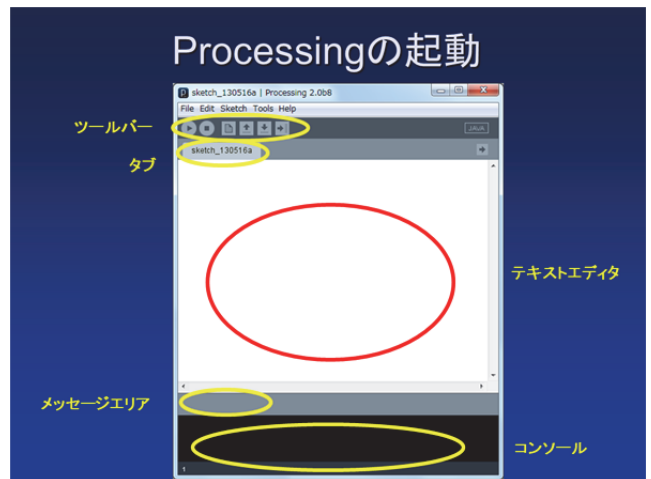 Processingの起動
sketch_130516a | Processing 2.0b8
File Edit Sketch Tools Help
ツールバー
JAVA
タブ
sketch_130516a
テキストエディタ
メッセージエリア
コンソール
1